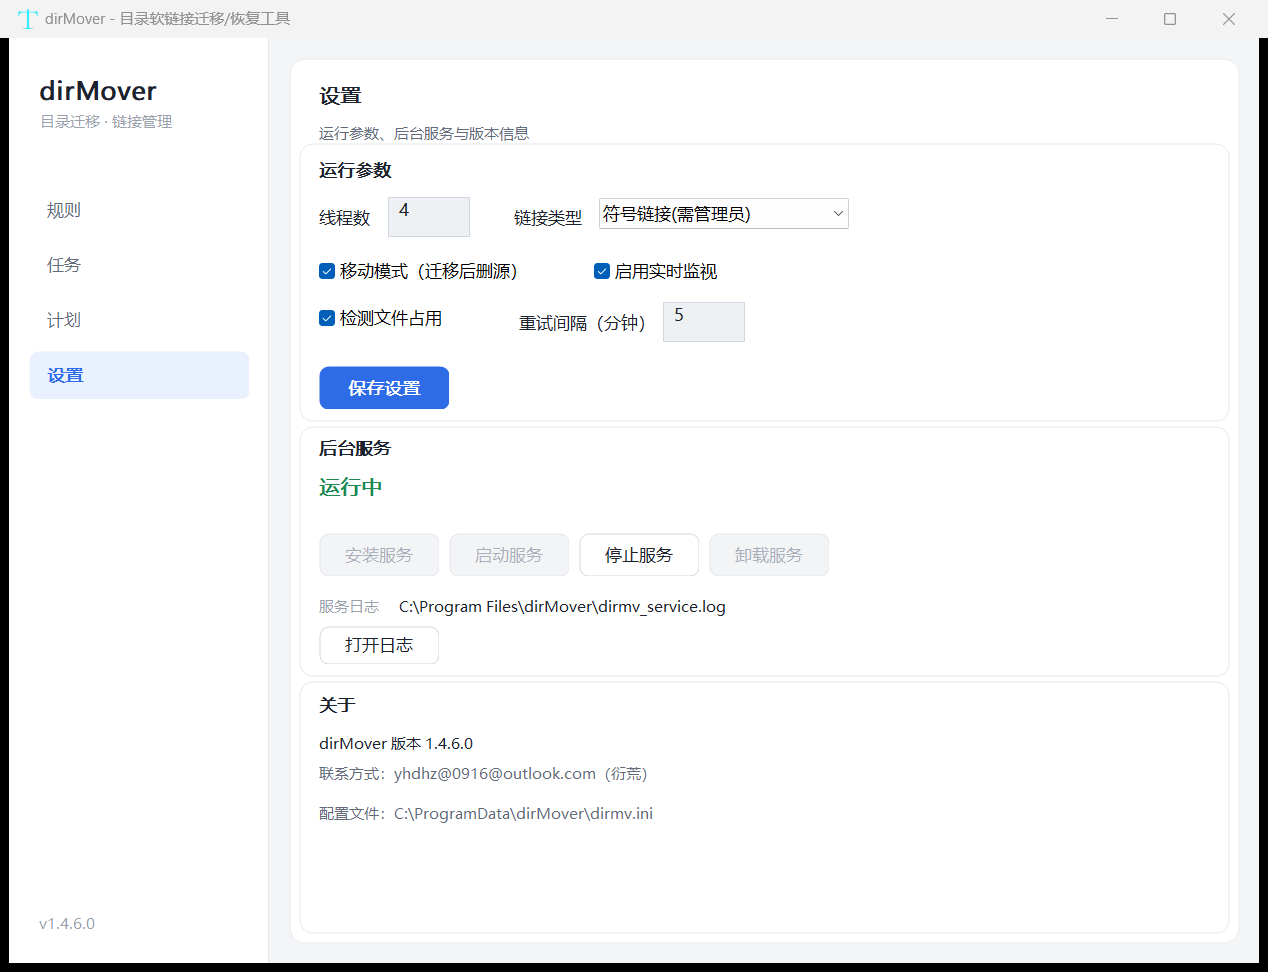 dirMover - 目录软链接迁移/恢复工具
dirMover
目录迁移 · 链接管理
规则
任务
计划
设置
v1.4.6.0
设置
运行参数、后台服务与版本信息
运行参数
线程数 4 链接类型 符号链接(需管理员)
移动模式（迁移后删源） 启用实时监视
检测文件占用 重试间隔（分钟） 5
保存设置
后台服务
运行中
安装服务 启动服务 停止服务 卸载服务
服务日志 C:\Program Files\dirMover\dirmv_service.log
打开日志
关于
dirMover 版本 1.4.6.0
联系方式：yhdhz@0916@outlook.com（衍荒）
配置文件：C:\ProgramData\dirMover\dirmv.ini